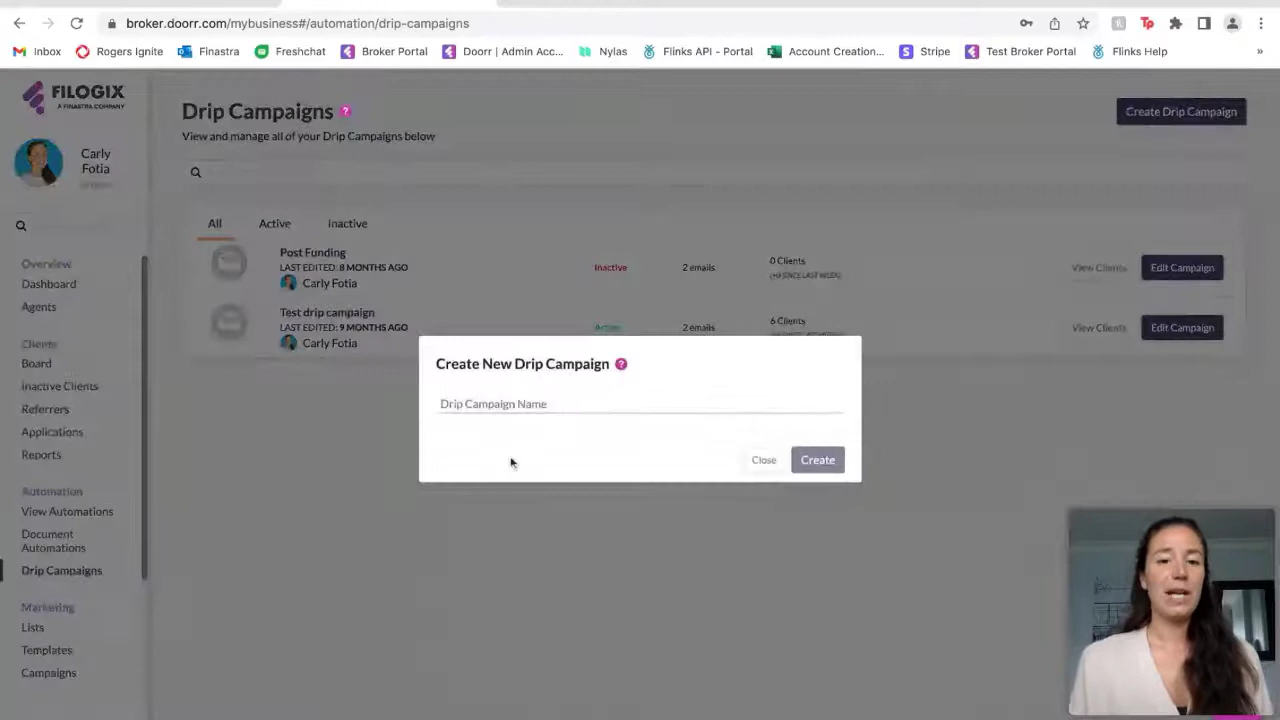 broker.doorr.com/mybusiness#/automation/drip-campaigns
Inbox
Rogers Ignite
Finastra
Freshchat
Broker Portal
Doorr | Admin Acc...
Nylas
Flinks API - Portal
Account Creation...
Stripe
Test Broker Portal
Flinks Help
»
FILOGIX
A FINASTRA COMPANY
Carly
Fotia
Overview
Dashboard
Agents
Clients
Board
Inactive Clients
Referrers
Applications
Reports
Automation
View Automations
Document
Automations
Drip Campaigns
Marketing
Lists
Templates
Campaigns
Drip Campaigns ?
Create Drip Campaign
View and manage all of your Drip Campaigns below
All
Active
Inactive
Post Funding
LAST EDITED: 8 MONTHS AGO
Carly Fotia
Inactive
2 emails
0 Clients
(+0 SINCE LAST WEEK)
View Clients
Edit Campaign
Test drip campaign
LAST EDITED: 9 MONTHS AGO
Carly Fotia
Active
2 emails
6 Clients
View Clients
Edit Campaign
Create New Drip Campaign ?
Drip Campaign Name
Close
Create